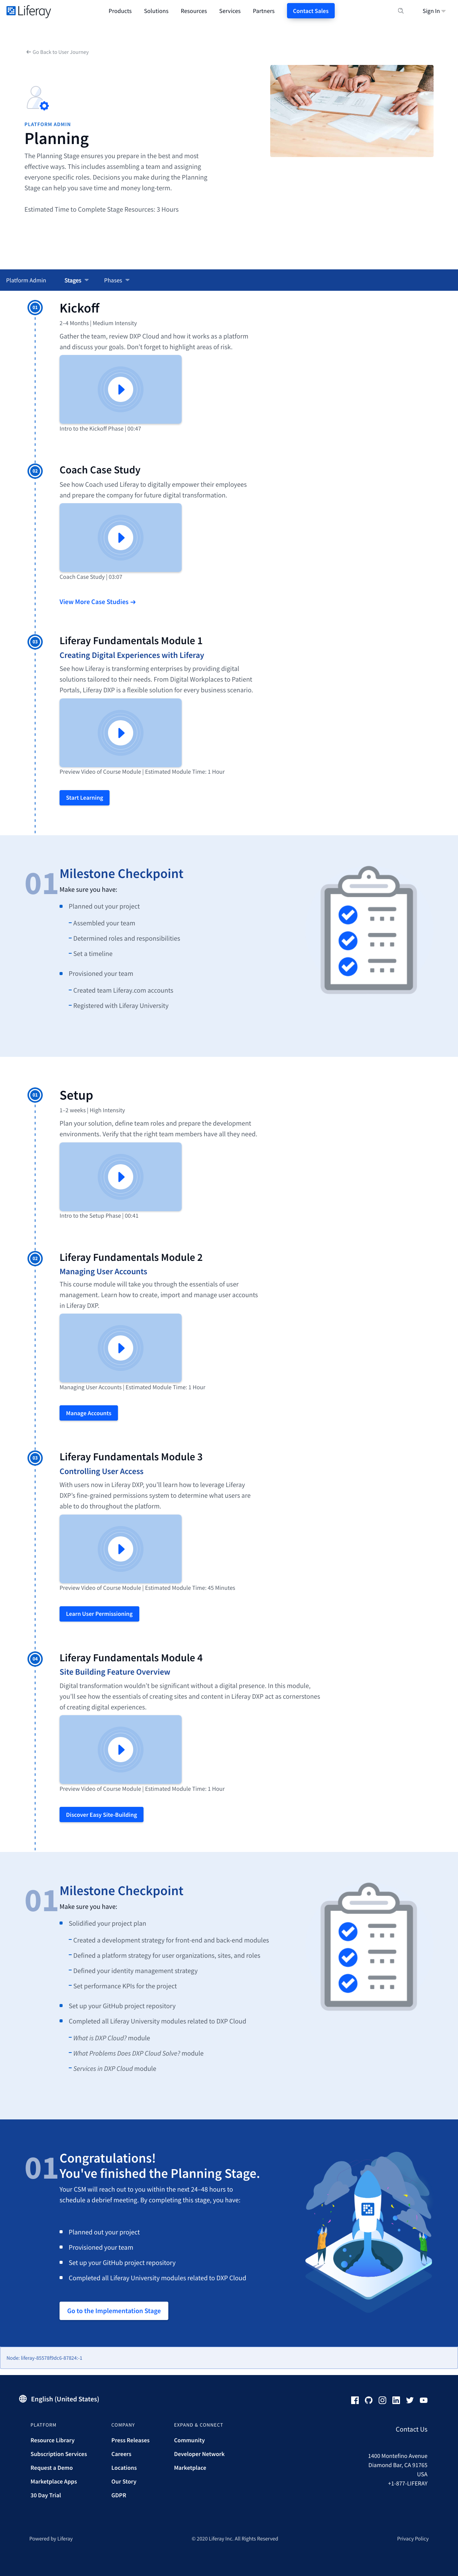 Liferay
Products Solutions Resources Services Partners Contact Sales Sign In
Go Back to User Journey
PLATFORM ADMIN
Planning
The Planning Stage ensures you prepare in the best and most
effective ways. This includes assembling a team and assigning
everyone specific roles. Decisions you make during the Planning
Stage can help you save time and money long-term.
Estimated Time to Complete Stage Resources: 3 Hours
Platform Admin Stages Phases
01
Kickoff
2–4 Months | Medium Intensity
Gather the team, review DXP Cloud and how it works as a platform
and discuss your goals. Don't forget to highlight areas of risk.
Intro to the Kickoff Phase | 00:47
02
Coach Case Study
See how Coach used Liferay to digitally empower their employees
and prepare the company for future digital transformation.
Coach Case Study | 03:07
View More Case Studies →
Liferay Fundamentals Module 1
Creating Digital Experiences with Liferay
See how Liferay is transforming enterprises by providing digital
solutions tailored to their needs. From Digital Workplaces to Patient
Portals, Liferay DXP is a flexible solution for every business scenario.
Preview Video of Course Module | Estimated Module Time: 1 Hour
Start Learning
01
Milestone Checkpoint
Make sure you have:
Planned out your project
– Assembled your team
– Determined roles and responsibilities
– Set a timeline
Provisioned your team
– Created team Liferay.com accounts
– Registered with Liferay University
01
Setup
1–2 weeks | High Intensity
Plan your solution, define team roles and prepare the development
environments. Verify that the right team members have all they need.
Intro to the Setup Phase | 00:41
02
Liferay Fundamentals Module 2
Managing User Accounts
This course module will take you through the essentials of user
management. Learn how to create, import and manage user accounts
in Liferay DXP.
Managing User Accounts | Estimated Module Time: 1 Hour
Manage Accounts
03
Liferay Fundamentals Module 3
Controlling User Access
With users now in Liferay DXP, you'll learn how to leverage Liferay
DXP's fine-grained permissions system to determine what users are
able to do throughout the platform.
Preview Video of Course Module | Estimated Module Time: 45 Minutes
Learn User Permissioning
04
Liferay Fundamentals Module 4
Site Building Feature Overview
Digital transformation wouldn't be significant without a digital presence. In this module,
you'll see how the essentials of creating sites and content in Liferay DXP act as cornerstones
of creating digital experiences.
Preview Video of Course Module | Estimated Module Time: 1 Hour
Discover Easy Site-Building
01
Milestone Checkpoint
Make sure you have:
Solidified your project plan
– Created a development strategy for front-end and back-end modules
– Defined a platform strategy for user organizations, sites, and roles
– Defined your identity management strategy
– Set performance KPIs for the project
Set up your GitHub project repository
Completed all Liferay University modules related to DXP Cloud
– What is DXP Cloud? module
– What Problems Does DXP Cloud Solve? module
– Services in DXP Cloud module
01
Congratulations!
You've finished the Planning Stage.
Your CSM will reach out to you within the next 24–48 hours to
schedule a debrief meeting. By completing this stage, you have:
Planned out your project
Provisioned your team
Set up your GitHub project repository
Completed all Liferay University modules related to DXP Cloud
Go to the Implementation Stage
English (United States)
PLATFORM
Resource Library
Subscription Services
Request a Demo
Marketplace Apps
30 Day Trial
COMPANY
Press Releases
Careers
Locations
Our Story
GDPR
EXPAND & CONNECT
Community
Developer Network
Marketplace
Contact Us
1400 Montefino Avenue
Diamond Bar, CA 91765
USA
+1-877-LIFERAY
Powered by Liferay
© 2020 Liferay Inc. All Rights Reserved
Privacy Policy